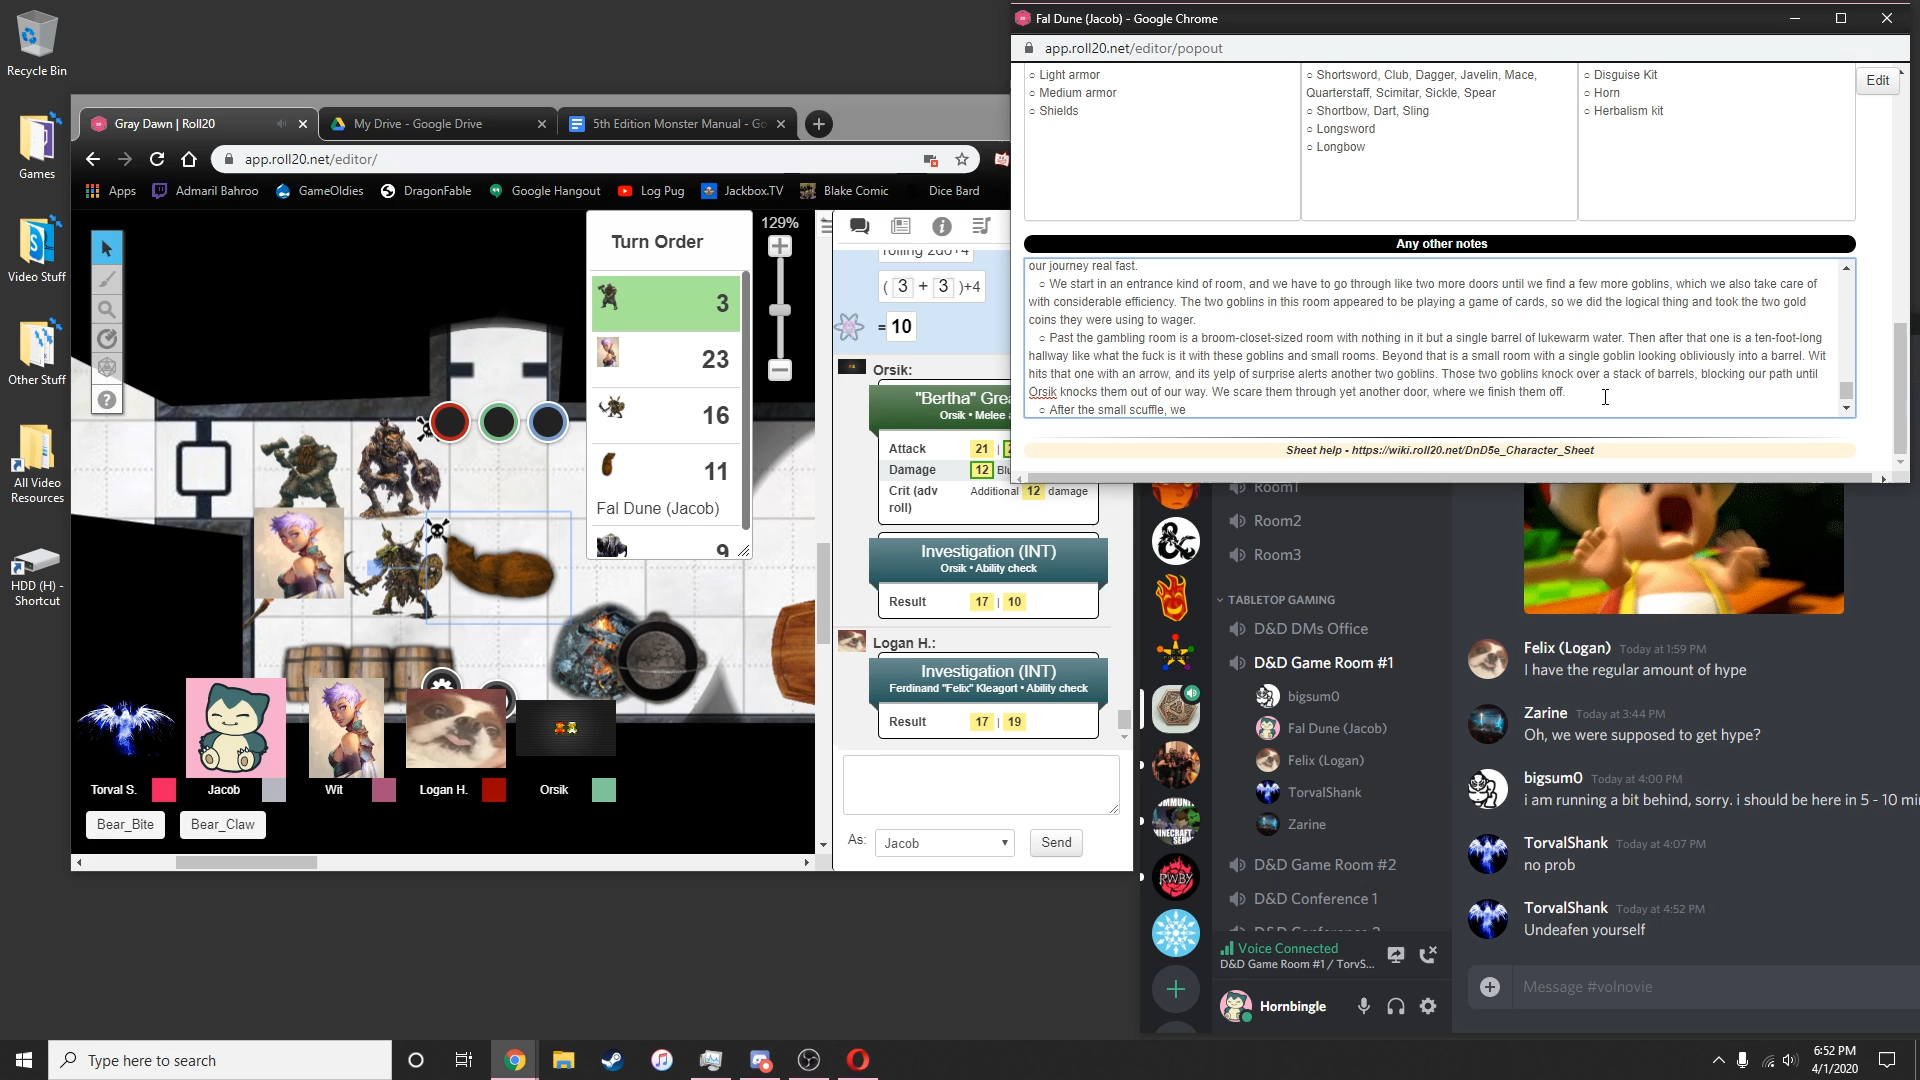 Recycle Bin
Games
Video Stuff
Other Stuff
All Video
Resources
HDD (H) -
Shortcut
Gray Dawn | Roll20
My Drive - Google Drive
5th Edition Monster Manual - Go
app.roll20.net/editor/
Apps
Admaril Bahroo
GameOldies
DragonFable
Google Hangout
Log Pug
Jackbox.TV
Blake Comic
Dice Bard
Turn Order
3
23
16
11
Fal Dune (Jacob)
9
129%
rolling 2d6+4
( 3 + 3 )+4
= 10
Orsik:
"Bertha" Grea
Orsik • Melee
Attack 21 |
Damage 12 Blu
Crit (adv Additional 12 damage
roll)
Investigation (INT)
Orsik • Ability check
Result 17 | 10
Logan H.:
Investigation (INT)
Ferdinand "Felix" Kleagort • Ability check
Result 17 | 19
As: Jacob Send
Torval S.
Jacob
Wit
Logan H.
Orsik
Bear_Bite
Bear_Claw
Fal Dune (Jacob) - Google Chrome
app.roll20.net/editor/popout
Edit
○ Light armor
○ Medium armor
○ Shields
○ Shortsword, Club, Dagger, Javelin, Mace,
Quarterstaff, Scimitar, Sickle, Spear
○ Shortbow, Dart, Sling
○ Longsword
○ Longbow
○ Disguise Kit
○ Horn
○ Herbalism kit
Any other notes
our journey real fast.
○ We start in an entrance kind of room, and we have to go through like two more doors until we find a few more goblins, which we also take care of
with considerable efficiency. The two goblins in this room appeared to be playing a game of cards, so we did the logical thing and took the two gold
coins they were using to wager.
○ Past the gambling room is a broom-closet-sized room with nothing in it but a single barrel of lukewarm water. Then after that one is a ten-foot-long
hallway like what the fuck is it with these goblins and small rooms. Beyond that is a small room with a single goblin looking obliviously into a barrel. Wit
hits that one with an arrow, and its yelp of surprise alerts another two goblins. Those two goblins knock over a stack of barrels, blocking our path until
Orsik knocks them out of our way. We scare them through yet another door, where we finish them off.
○ After the small scuffle, we
Sheet help - https://wiki.roll20.net/DnD5e_Character_Sheet
Room1
Room2
Room3
TABLETOP GAMING
D&D DMs Office
D&D Game Room #1
bigsum0
Fal Dune (Jacob)
Felix (Logan)
TorvalShank
Zarine
D&D Game Room #2
D&D Conference 1
D&D Conference 2
Voice Connected
D&D Game Room #1 / TorvS...
Hornbingle
COMMUNITY
MINECRAFT
SERVER
RWBY
Felix (Logan) Today at 1:59 PM
I have the regular amount of hype
Zarine Today at 3:44 PM
Oh, we were supposed to get hype?
bigsum0 Today at 4:00 PM
i am running a bit behind, sorry. i should be here in 5 - 10 mi
TorvalShank Today at 4:07 PM
no prob
TorvalShank Today at 4:52 PM
Undeafen yourself
Message #volnovie
Type here to search
6:52 PM
4/1/2020